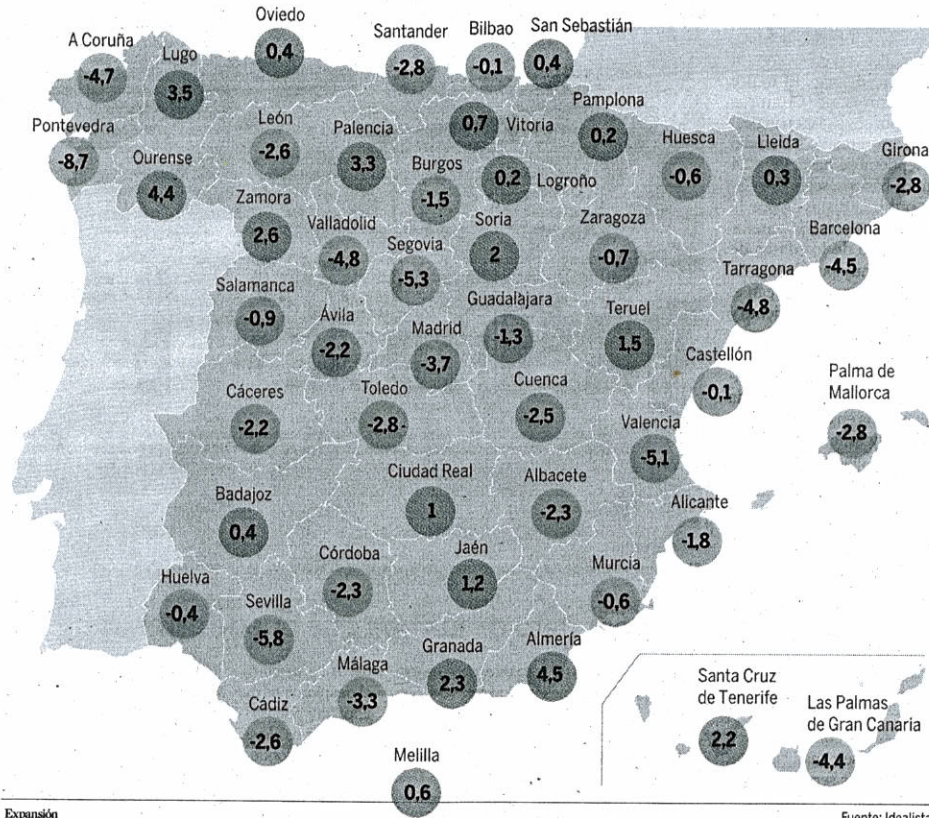 Oviedo
0,4
A Coruña
-4,7
Lugo
3,5
Santander
-2,8
Bilbao
-0,1
San Sebastián
0,4
Pontevedra
-8,7
Ourense
4,4
León
-2,6
Palencia
3,3
Burgos
-1,5
0,7
Vitoria
0,2
Logroño
Pamplona
0,2
Huesca
-0,6
Lleida
0,3
Girona
-2,8
Zamora
2,6
Valladolid
-4,8
Segovia
-5,3
Soria
2
Zaragoza
-0,7
Barcelona
-4,5
Tarragona
-4,8
Salamanca
-0,9
Ávila
-2,2
Madrid
-3,7
Guadalajara
-1,3
Teruel
1,5
Castellón
-0,1
Palma de
Mallorca
-2,8
Cáceres
-2,2
Toledo
-2,8
Cuenca
-2,5
Valencia
-5,1
Badajoz
0,4
Ciudad Real
1
Albacete
-2,3
Alicante
-1,8
Huelva
-0,4
Sevilla
-5,8
Córdoba
-2,3
Jaén
1,2
Murcia
-0,6
Cádiz
-2,6
Málaga
-3,3
Granada
2,3
Almería
4,5
Melilla
0,6
Santa Cruz
de Tenerife
2,2
Las Palmas
de Gran Canaria
-4,4
Expansión
Fuente: Idealista